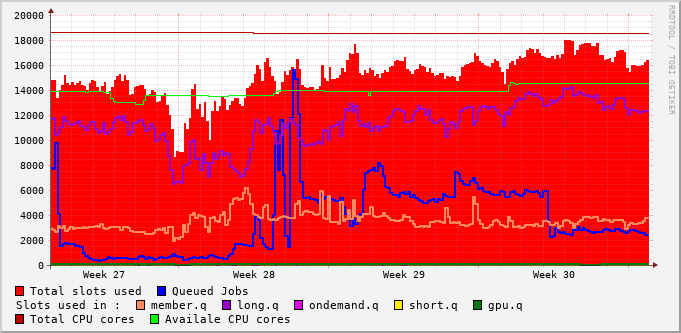 20000
18000
16000
14000
12000
10000
8000
6000
4000
2000
0
Week 27 Week 28 Week 29 Week 30
RRDTOOL / TOBI OETIKER
Total slots used Queued Jobs
Slots used in : member.q long.q ondemand.q short.q gpu.q
Total CPU cores Availale CPU cores